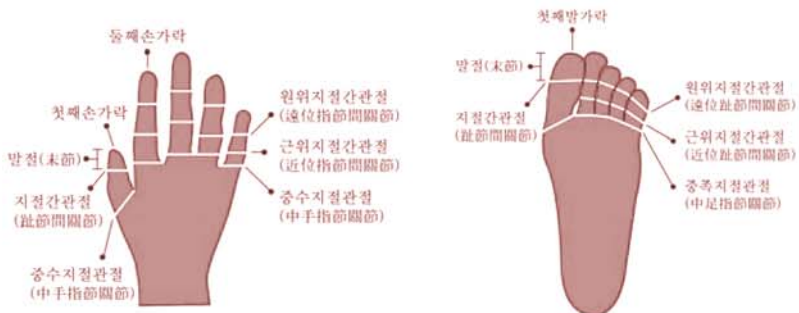 둘째손가락
첫째손가락
말절(末節)
지절간관절
(趾節間關節)
중수지절관절
(中手指節關節)
원위지절간관절
(遠位指節間關節)
근위지절간관절
(近位指節間關節)
중수지절관절
(中手指節關節)
첫째발가락
말절(末節)
지절간관절
(趾節間關節)
원위지절간관절
(遠位趾節間關節)
근위지절간관절
(近位趾節間關節)
중족지절관절
(中足指節關節)